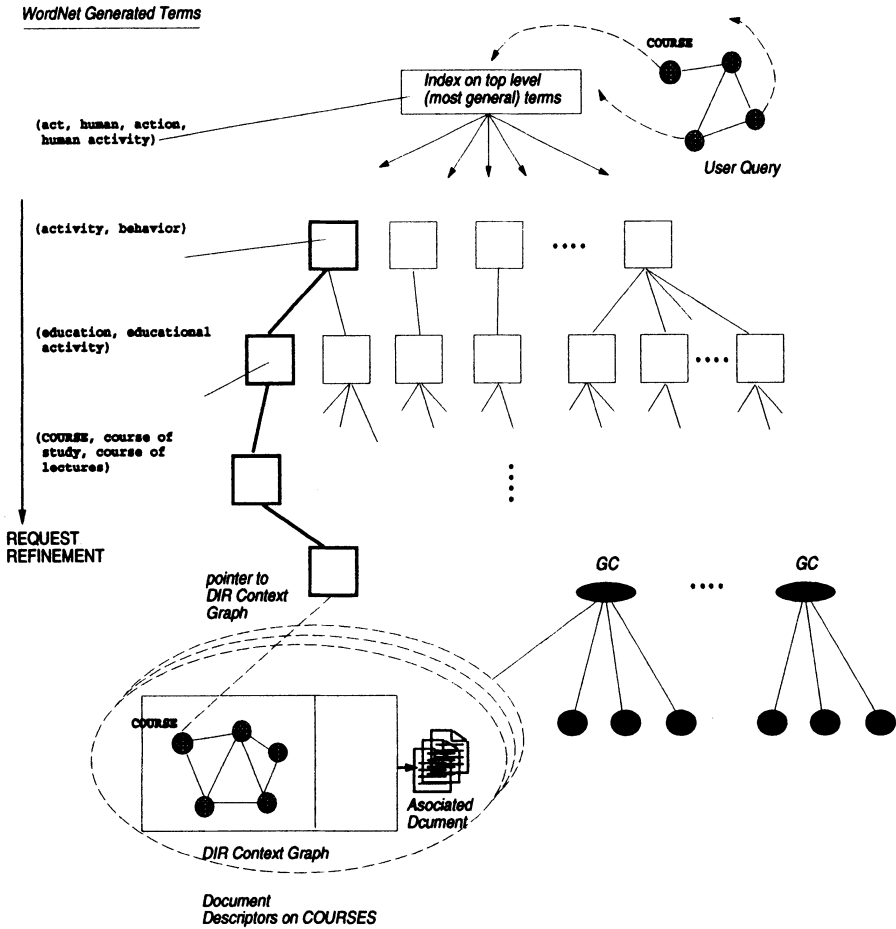 WordNet Generated Terms
COURSE
Index on top level
(most general) terms
(act, human, action,
human activity)
User Query
(activity, behavior)
(education, educational
activity)
(COURSE, course of
study, course of
lectures)
REQUEST
REFINEMENT
pointer to
DIR Context
Graph
GC
GC
COURSE
Asociated
Dcument
DIR Context Graph
Document
Descriptors on COURSES